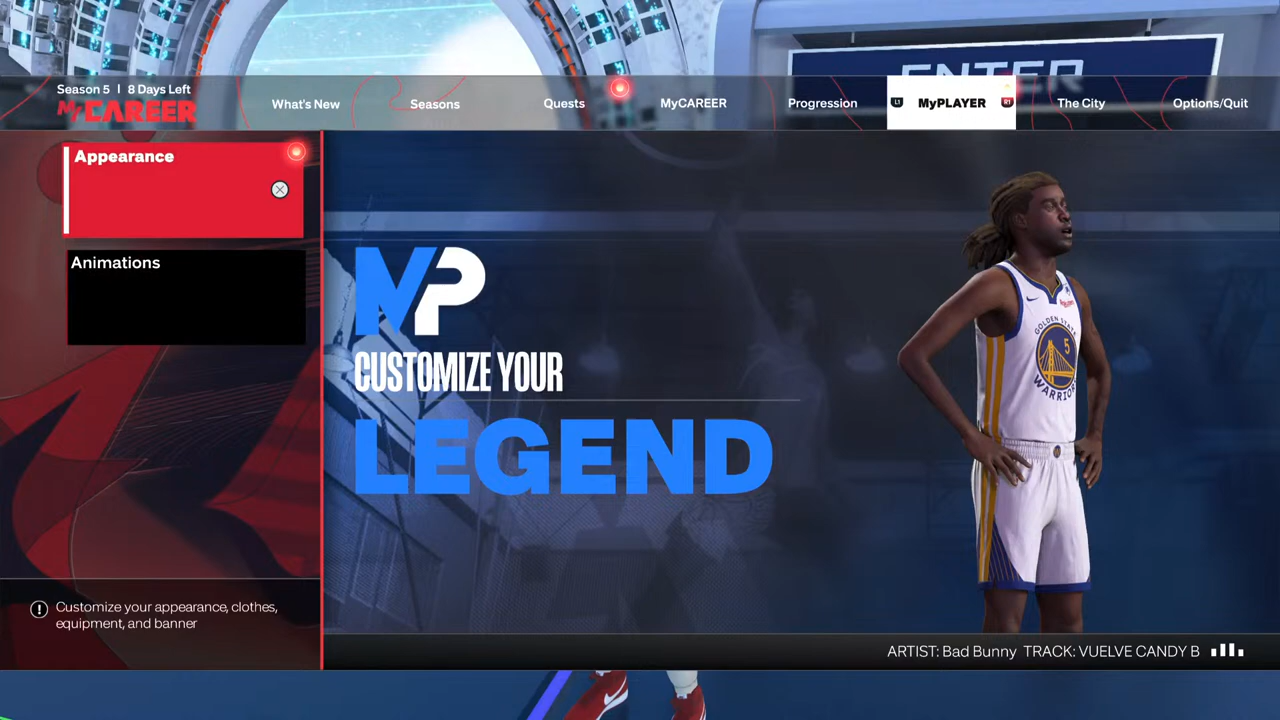 ENTER
Season 5 | 8 Days Left
MyCAREER
What's New
Seasons
Quests
MyCAREER
Progression
L1
MyPLAYER
R1
The City
Options/Quit
Appearance
Animations
MP
CUSTOMIZE YOUR
LEGEND
GOLDEN STATE
5
WARRIORS
Customize your appearance, clothes,
equipment, and banner
ARTIST: Bad Bunny TRACK: VUELVE CANDY B